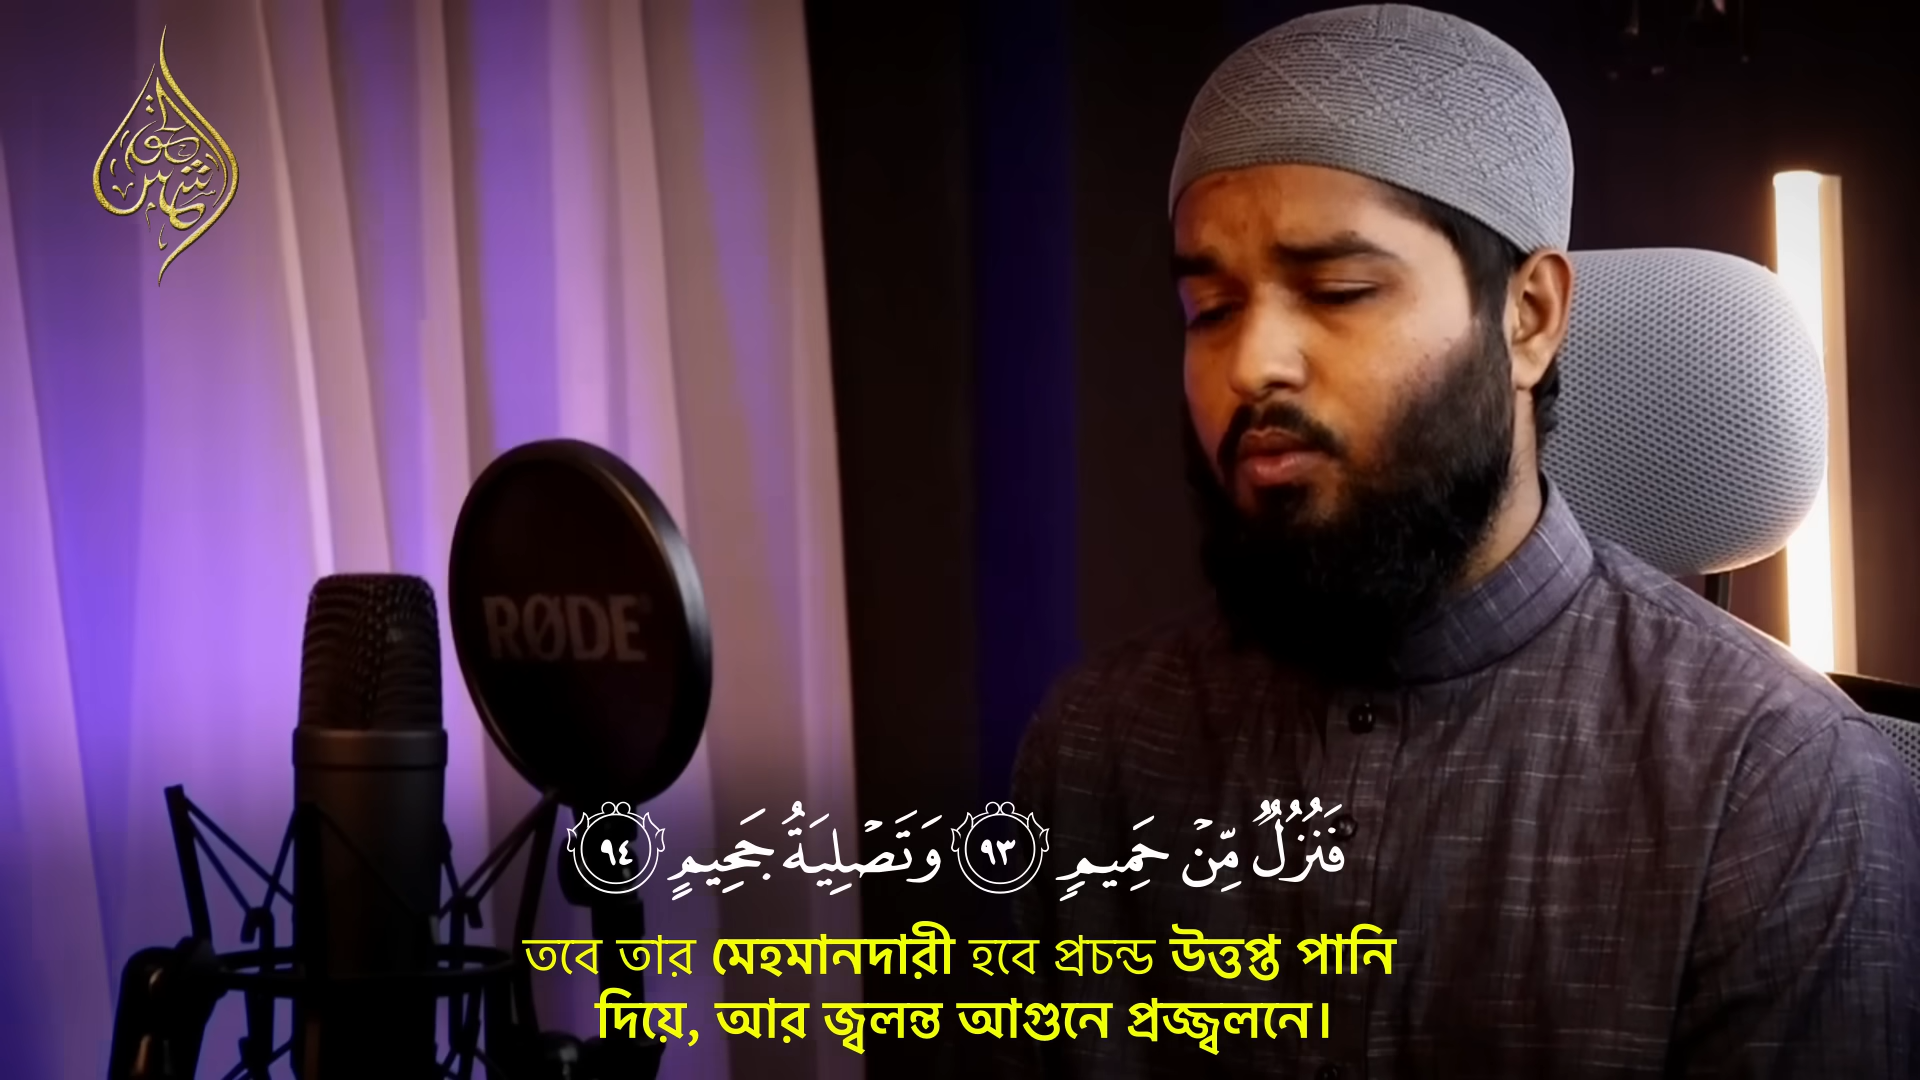 RØDE
فَنُزُلٌ مِّنْ حَمِيمٍ ٩٣ وَتَصْلِيَةُ جَحِيمٍ ٩٤
তবে তার মেহমানদারী হবে প্রচন্ড উত্তপ্ত পানি
দিয়ে, আর জ্বলন্ত আগুনে প্রজ্জ্বলনে।